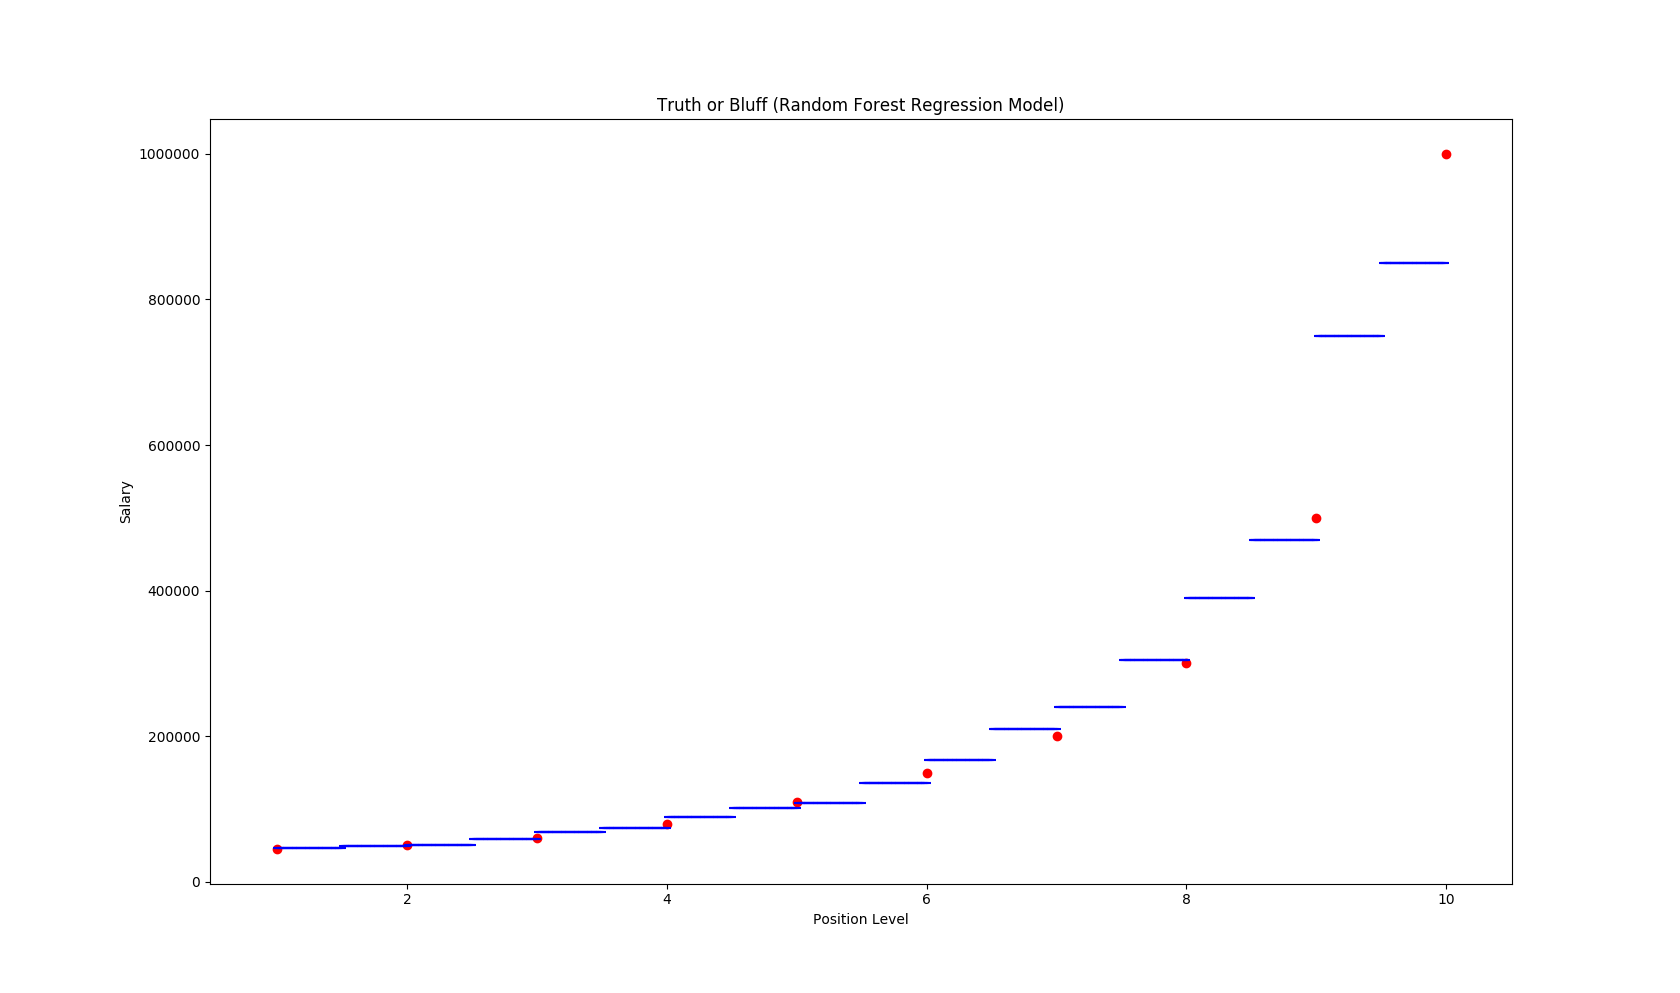 Truth or Bluff (Random Forest Regression Model)
1000000
800000
600000
400000
200000
0
Salary
2 4 6 8 10
Position Level